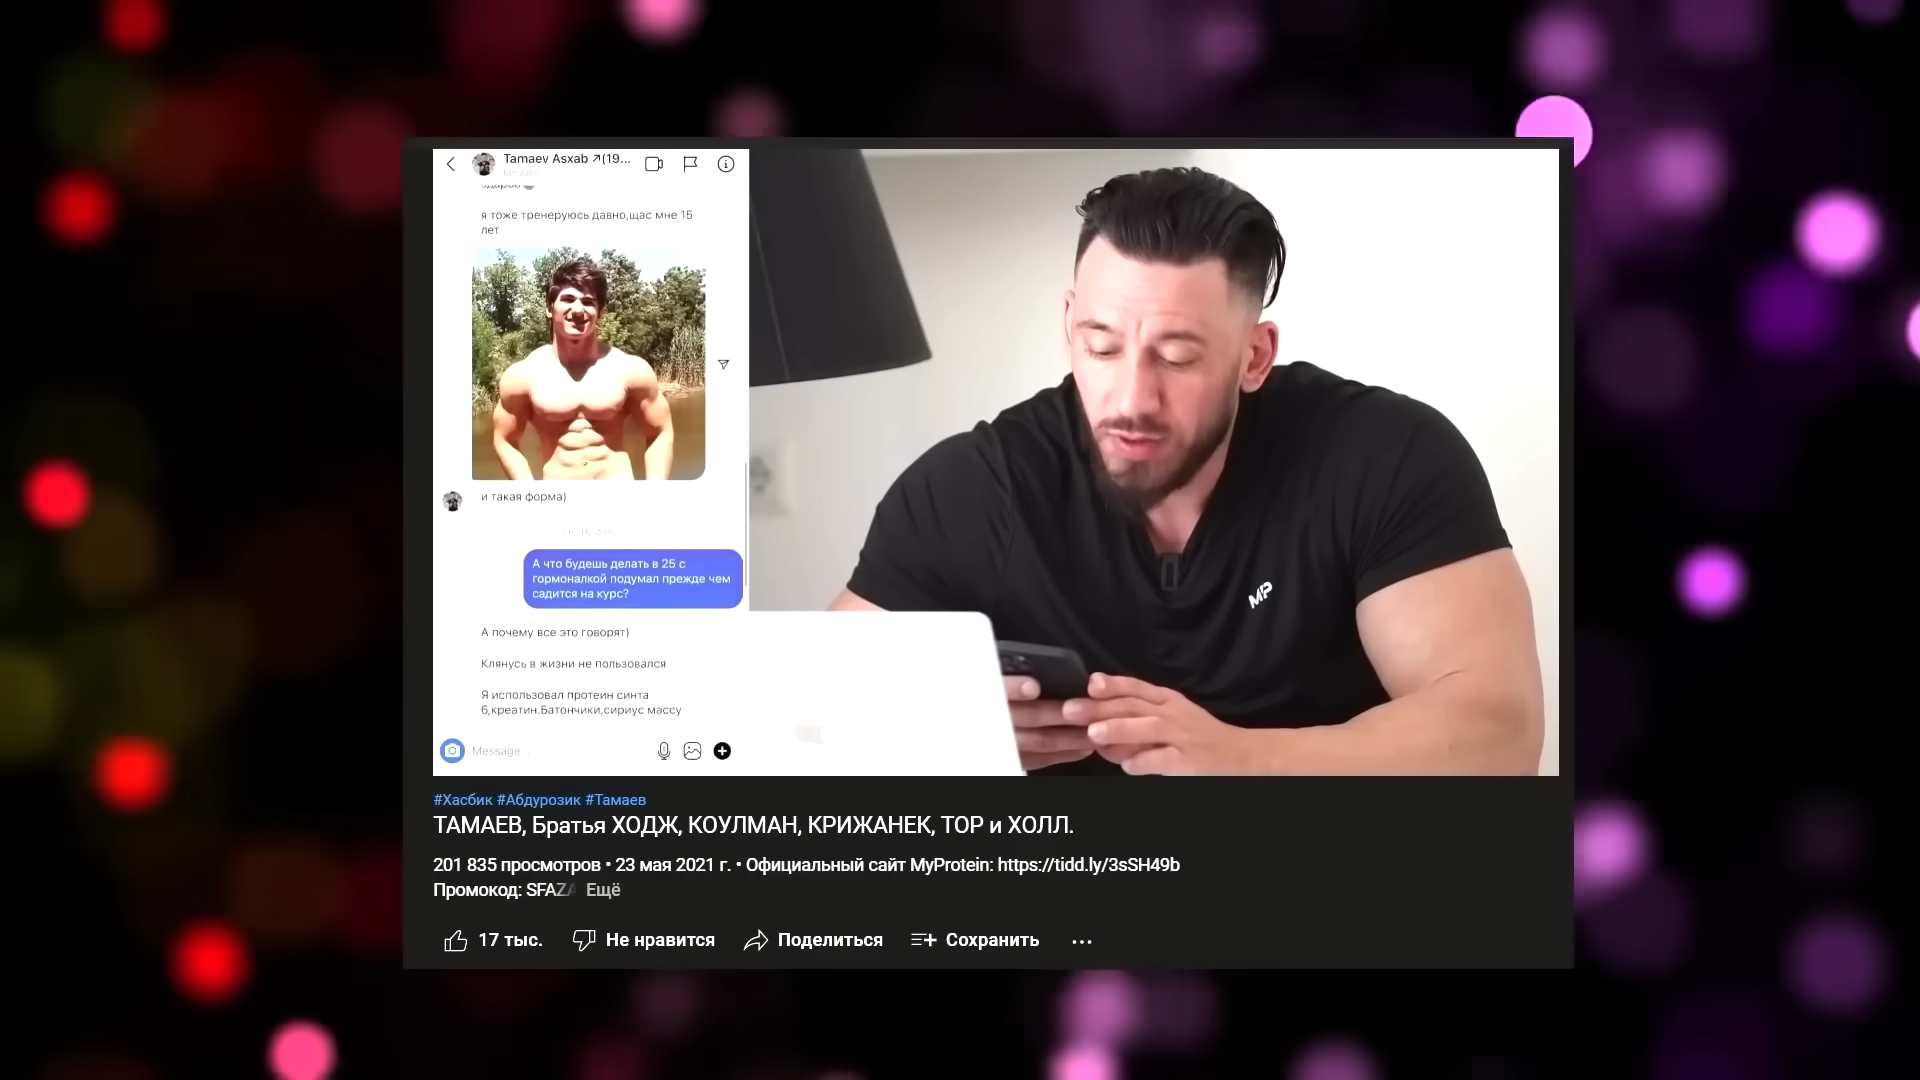 Tamaev Asxab ↗(19...
я тоже тренеруюсь давно,щас мне 15
лет
и такая форма)
А что будешь делать в 25 с
гормоналкой подумал прежде чем
садится на курс?
А почему все это говорят)
Клянусь в жизни не пользовался
Я использовал протеин синта
6,креатин.Батончики,сириус массу
Message...
MP
#Хасбик #Абдурозик #Тамаев
ТАМАЕВ, Братья ХОДЖ, КОУЛМАН, КРИЖАНЕК, ТОР и ХОЛЛ.
201 835 просмотров • 23 мая 2021 г. • Официальный сайт MyProtein: https://tidd.ly/3sSH49b
Промокод: SFAZA Ещё
17 тыс. Не нравится Поделиться Сохранить ...